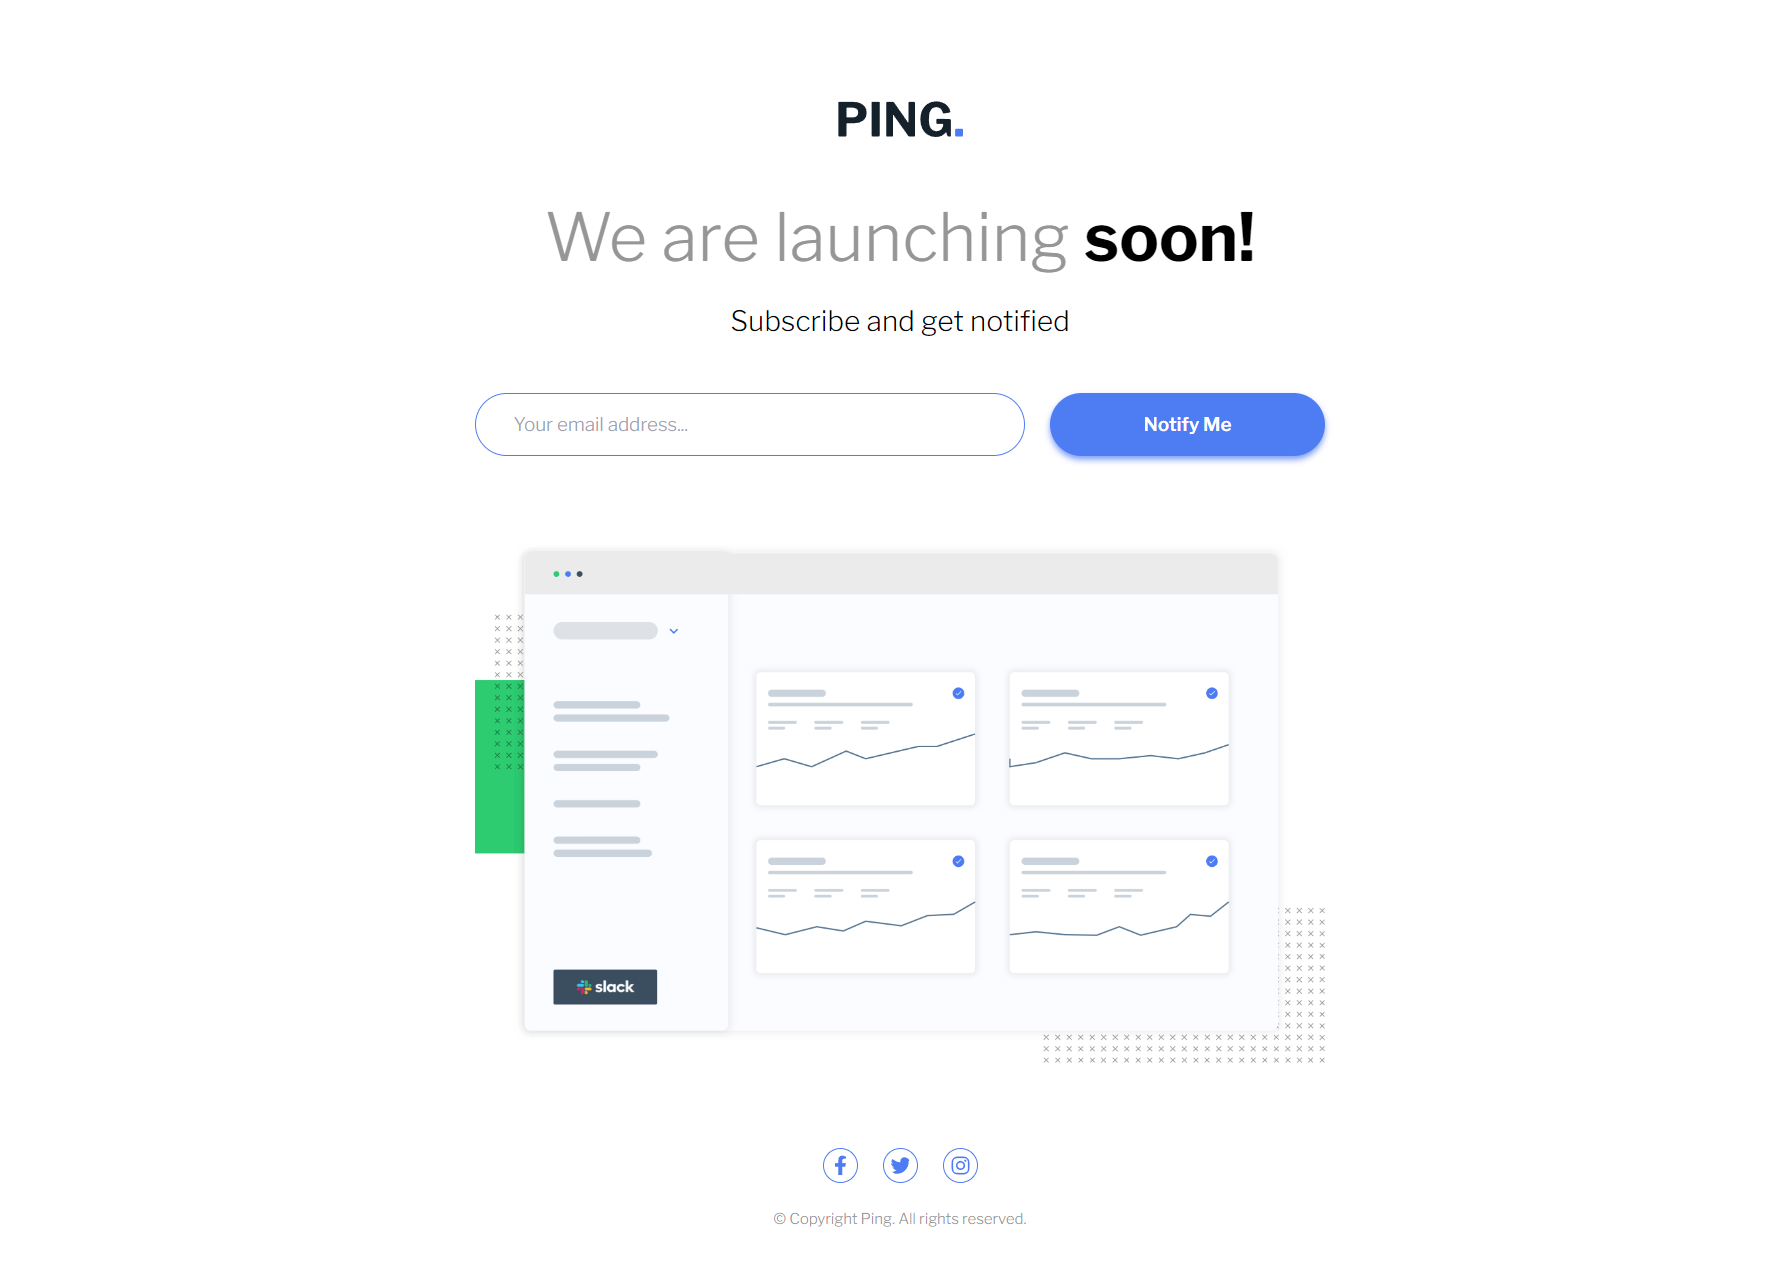 PING.
We are launching soon!
Subscribe and get notified
Your email address...
Notify Me
slack
© Copyright Ping. All rights reserved.